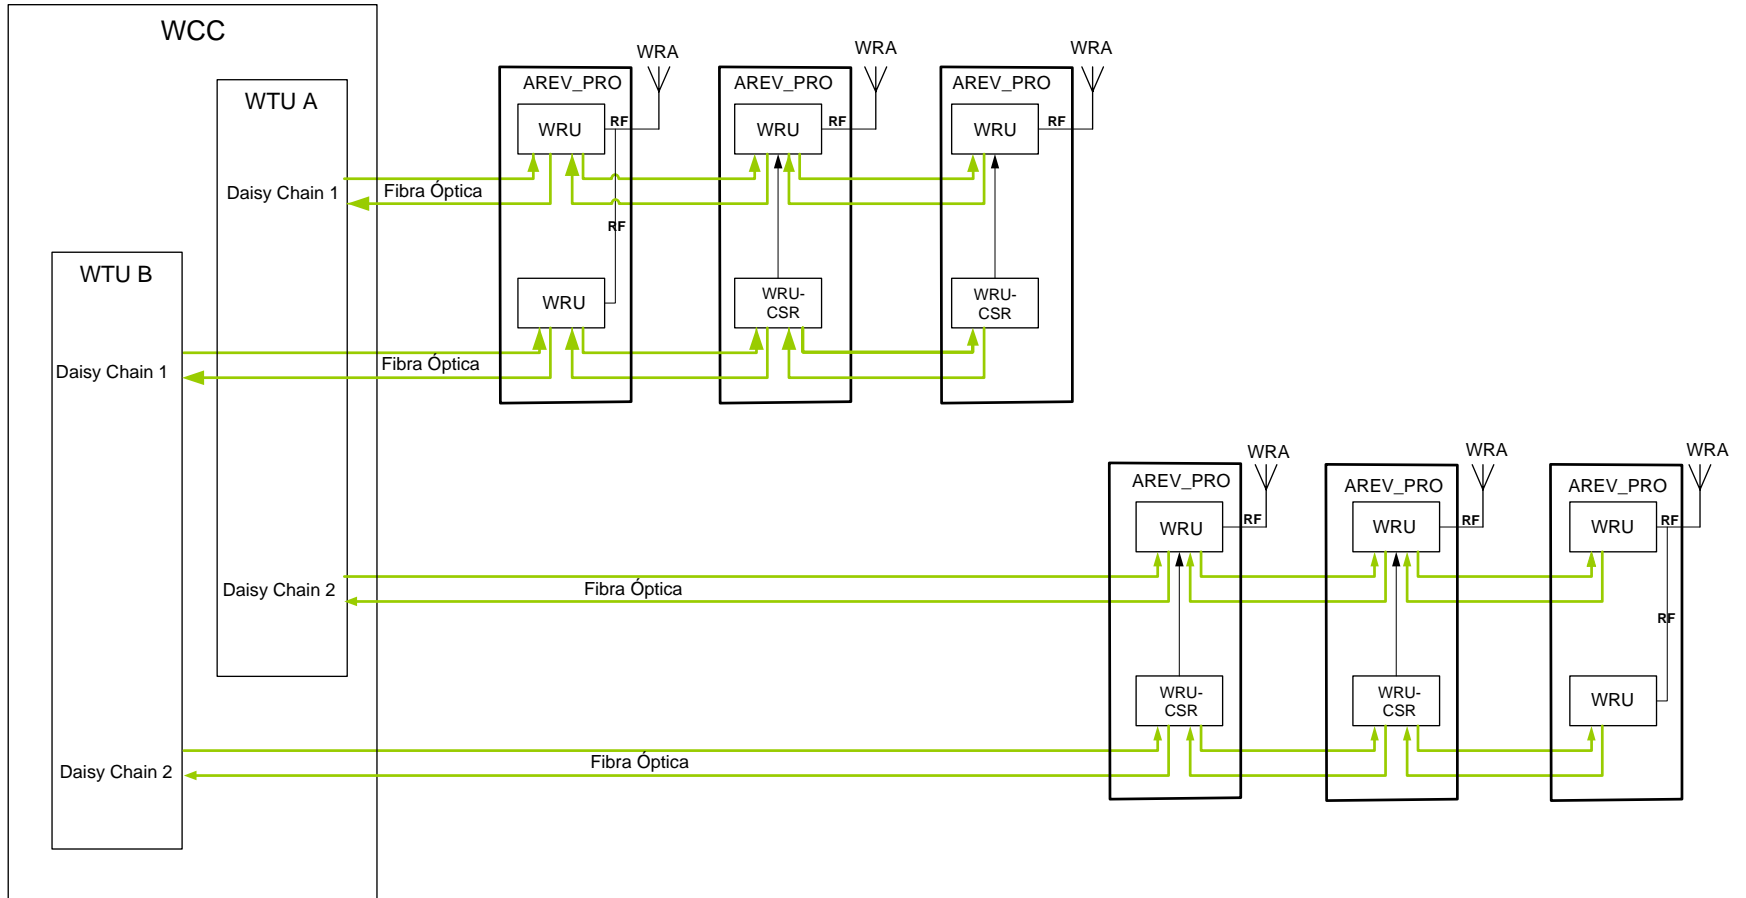 WCC
WTU A
Daisy Chain 1
Daisy Chain 2
WTU B
Daisy Chain 1
Daisy Chain 2
Fibra Óptica
Fibra Óptica
Fibra Óptica
Fibra Óptica
AREV_PRO
WRA
WRU
RF
RF
WRU
AREV_PRO
WRA
WRU
RF
WRU-
CSR
AREV_PRO
WRA
WRU
RF
WRU-
CSR
AREV_PRO
WRA
WRU
RF
WRU-
CSR
AREV_PRO
WRA
WRU
RF
WRU-
CSR
AREV_PRO
WRA
WRU
RF
RF
WRU